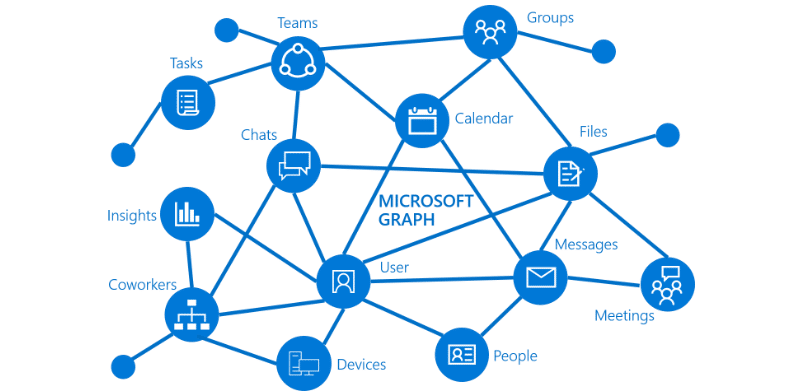 Teams
Groups
Tasks
Calendar
Chats
Files
MICROSOFT
GRAPH
Insights
Messages
User
Coworkers
Meetings
Devices
People